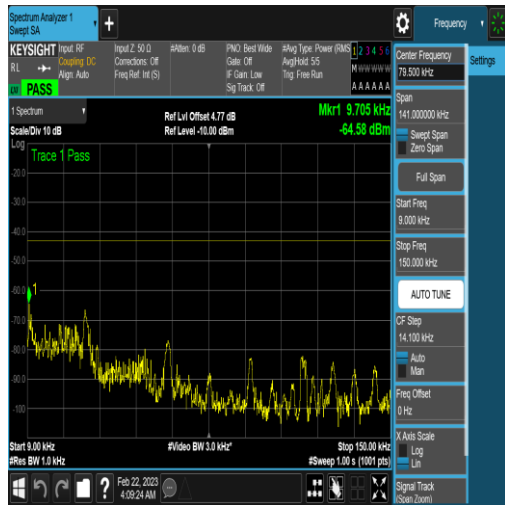 Spectrum Analyzer 1
Swept SA
+
Frequency
KEYSIGHT
Input: RF
Coupling: DC
Align: Auto
Input Z: 50 Ω
Corrections: Off
Freq Ref: Int (S)
#Atten: 0 dB
PNO: Best Wide
Gate: Off
IF Gain: Low
Sig Track: Off
#Avg Type: Power (RMS)
Avg|Hold: 5/5
Trig: Free Run
1 2 3 4 5 6
M W W W W W
A A A A A A
R L
PASS
Center Frequency
79.500 kHz
Settings
Span
141.000000 kHz
Swept Span
Zero Span
Full Span
Start Freq
9.000 kHz
Stop Freq
150.000 kHz
AUTO TUNE
CF Step
14.100 kHz
Auto
Man
Freq Offset
0 Hz
X Axis Scale
Log
Lin
Signal Track
(Span Zoom)
1 Spectrum
Scale/Div 10 dB
Ref Lvl Offset 4.77 dB
Ref Level -10.00 dBm
Mkr1 9.705 kHz
-64.58 dBm
Log
Trace 1 Pass
-20.0
-30.0
-40.0
-50.0
-60.0
1
-70.0
-80.0
-90.0
-100
Start 9.00 kHz
#Res BW 1.0 kHz
#Video BW 3.0 kHz*
Stop 150.00 kHz
#Sweep 1.00 s (1001 pts)
?
Feb 22, 2023
4:09:24 AM